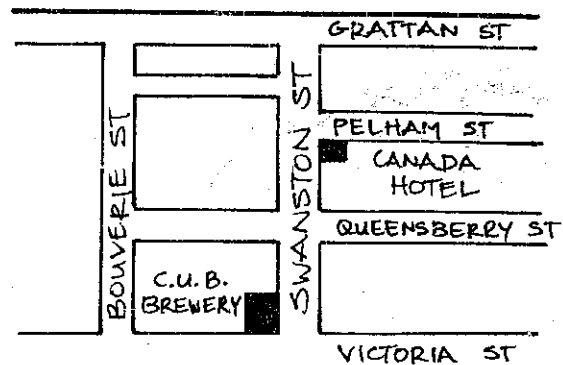 GRATTAN ST
PELHAM ST
CANADA
HOTEL
QUEENSBERRY ST
BOUVERIE ST
SWANSTON ST
C.U.B.
BREWERY
VICTORIA ST